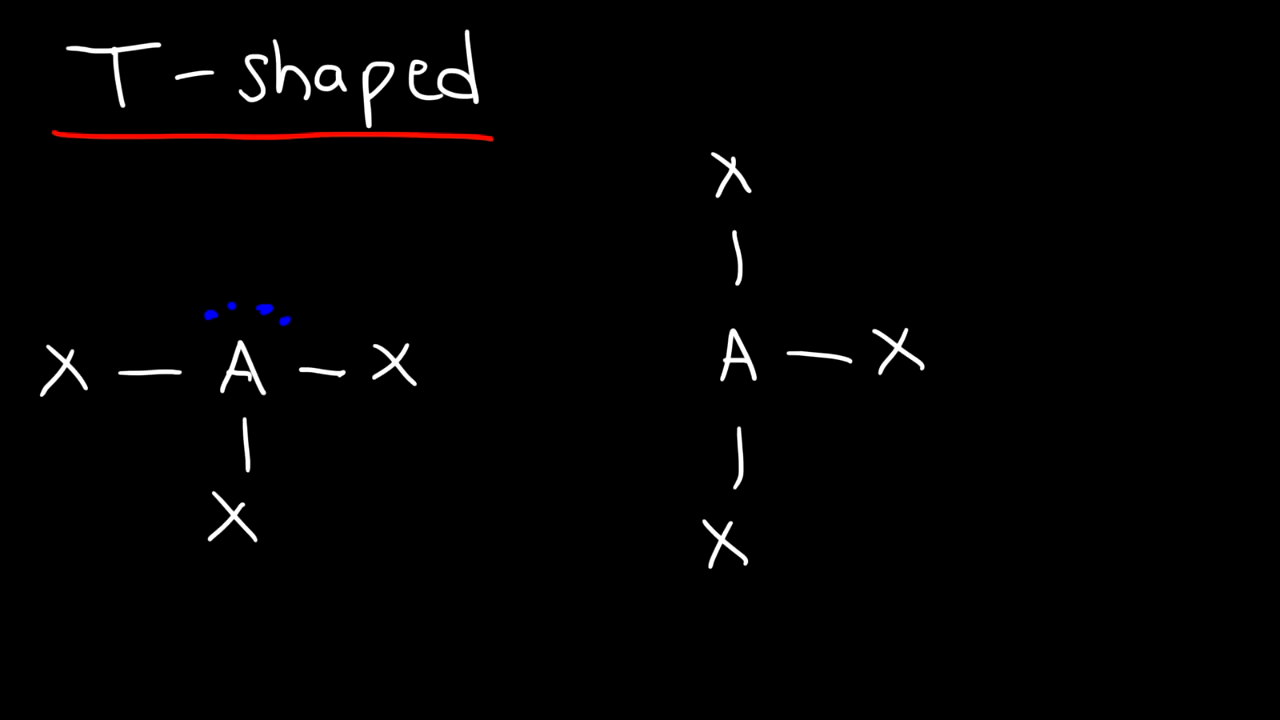 T-shaped
X
X — A — X
A — X
X
X